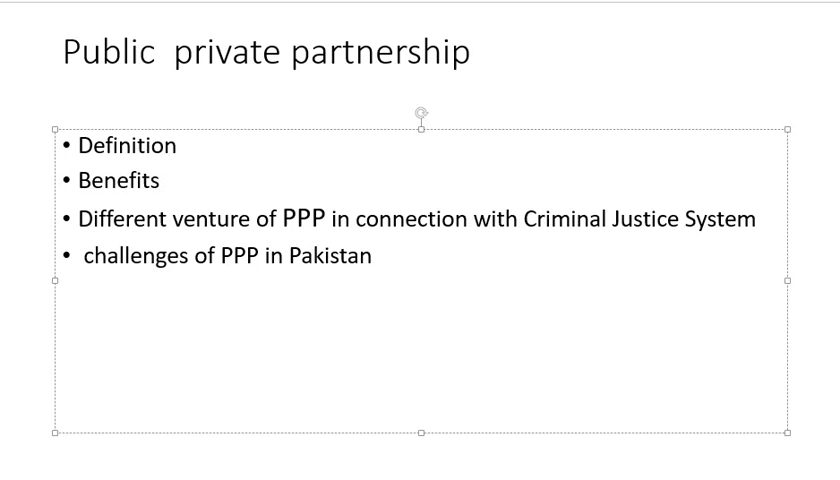 Public private partnership
• Definition
• Benefits
• Different venture of PPP in connection with Criminal Justice System
• challenges of PPP in Pakistan